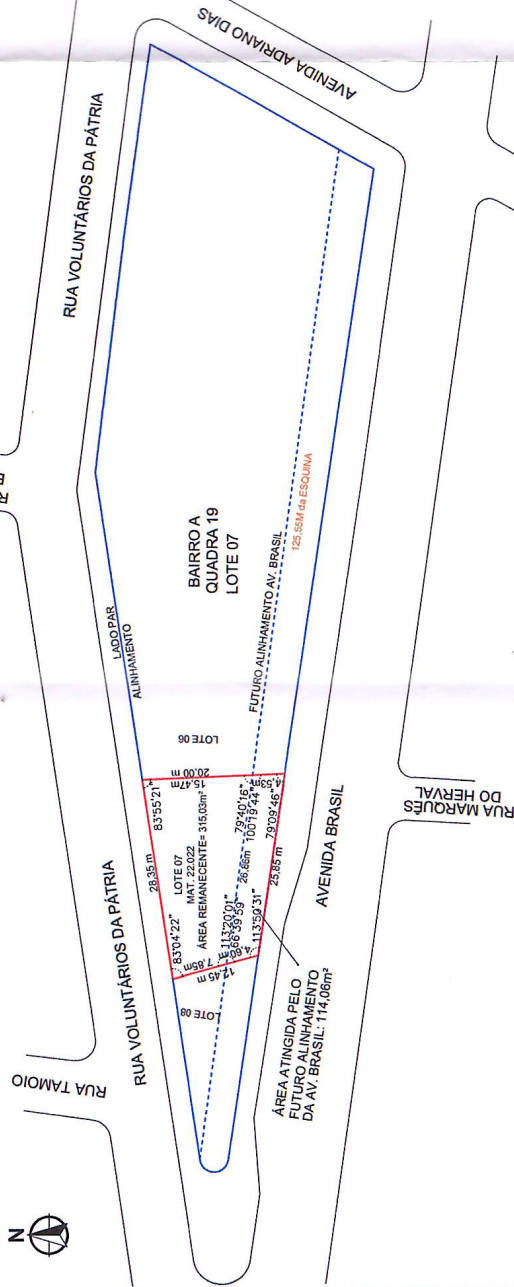 N
RUA TAMOIO
RUA VOLUNTÁRIOS DA PÁTRIA
RUA VOLUNTÁRIOS DA PÁTRIA
AVENIDA ADRIANO DIAS
LADO PAR
ALINHAMENTO
BAIRRO A
QUADRA 19
LOTE 07
LOTE 06
28,35 m
83°04'22"
83°55'21"
LOTE 07
MAT. 22.022
ÁREA REMANECENTE= 315,03m²
20.00 m
15,47m
4,53m
LOTE 08
12,45 m
7,85m
4,60 m
113°20'01"
66°39'59"
113°50'31"
79°40'16"
100°19'44"
79°09'46"
26,86m
25,85 m
FUTURO ALINHAMENTO AV. BRASIL
125,55M da ESQUINA
AVENIDA BRASIL
RUA MARQUÊS
DO HERVAL
ÁREA ATINGIDA PELO
FUTURO ALINHAMENTO
DA AV. BRASIL: 114,06m²